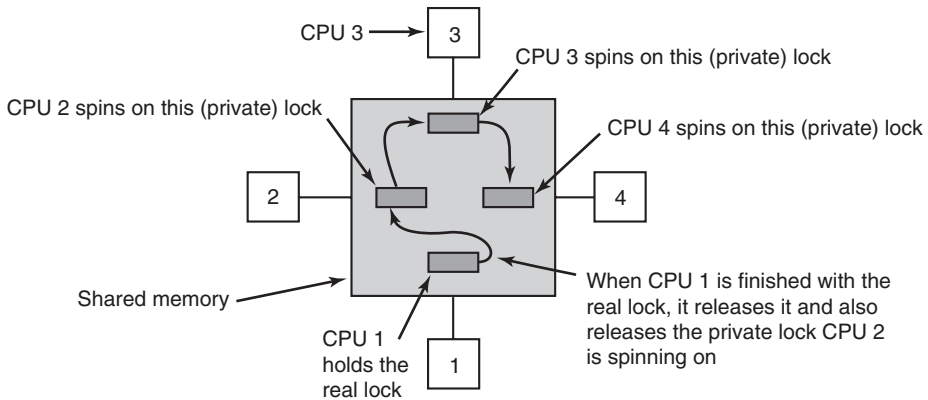 CPU 3
3
CPU 3 spins on this (private) lock
CPU 2 spins on this (private) lock
CPU 4 spins on this (private) lock
2
4
Shared memory
CPU 1
holds the
real lock
1
When CPU 1 is finished with the
real lock, it releases it and also
releases the private lock CPU 2
is spinning on